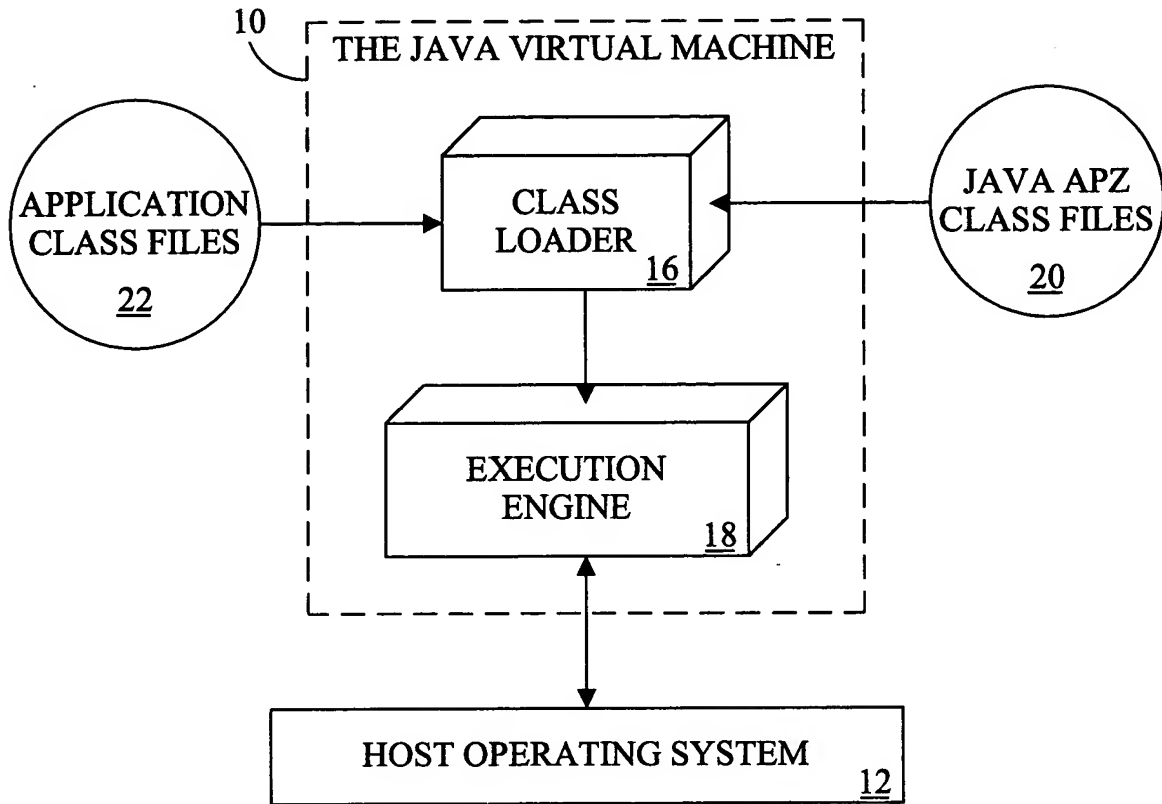 10
THE JAVA VIRTUAL MACHINE
APPLICATION
CLASS FILES
22
CLASS
LOADER
16
JAVA APZ
CLASS FILES
20
EXECUTION
ENGINE
18
HOST OPERATING SYSTEM
12